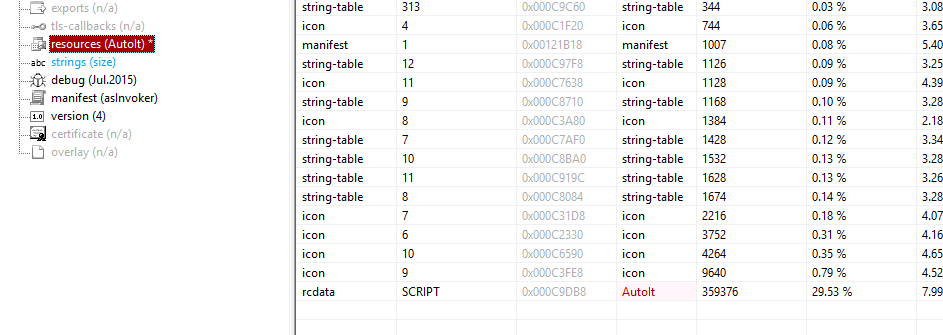 exports (n/a)
tls-callbacks (n/a)
resources (AutoIt) *
abc strings (size)
debug (Jul.2015)
manifest (asInvoker)
1.0 version (4)
certificate (n/a)
overlay (n/a)
string-table 313 0x000C9C60 string-table 344 0.03 % 3.08
icon 4 0x000C1F20 icon 744 0.06 % 3.65
manifest 1 0x00121B18 manifest 1007 0.08 % 5.40
string-table 12 0x000C97F8 string-table 1126 0.09 % 3.25
icon 11 0x000C7638 icon 1128 0.09 % 4.39
string-table 9 0x000C8710 string-table 1168 0.10 % 3.28
icon 8 0x000C3A80 icon 1384 0.11 % 2.18
string-table 7 0x000C7AF0 string-table 1428 0.12 % 3.34
string-table 10 0x000C8BA0 string-table 1532 0.13 % 3.28
string-table 11 0x000C919C string-table 1628 0.13 % 3.26
string-table 8 0x000C8084 string-table 1674 0.14 % 3.28
icon 7 0x000C31D8 icon 2216 0.18 % 4.07
icon 6 0x000C2330 icon 3752 0.31 % 4.16
icon 10 0x000C6590 icon 4264 0.35 % 4.65
icon 9 0x000C3FE8 icon 9640 0.79 % 4.52
rcdata SCRIPT 0x000C9DB8 AutoIt 359376 29.53 % 7.99